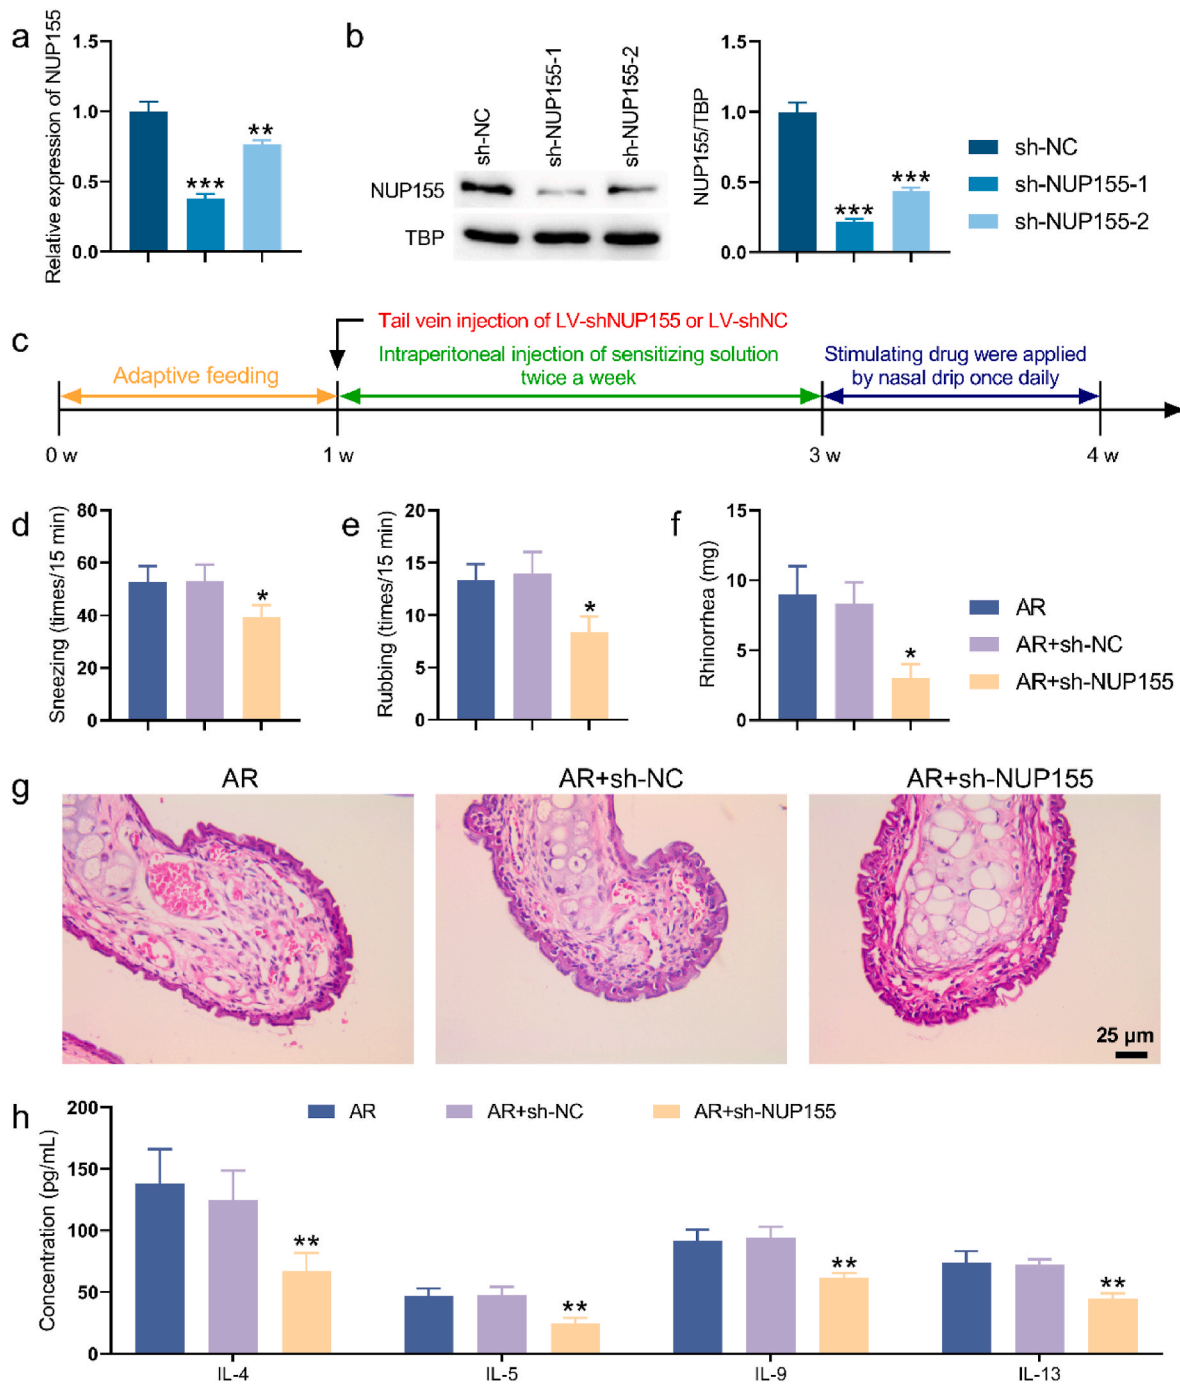 a
Relative expression of NUP155
1.5
1.0
0.5
0.0
***
**
b
sh-NC
sh-NUP155-1
sh-NUP155-2
NUP155
TBP
NUP155/TBP
1.5
1.0
0.5
0.0
***
***
sh-NC
sh-NUP155-1
sh-NUP155-2
c
Tail vein injection of LV-shNUP155 or LV-shNC
Adaptive feeding
Intraperitoneal injection of sensitizing solution
twice a week
Stimulating drug were applied
by nasal drip once daily
0 w
1 w
3 w
4 w
d
Sneezing (times/15 min)
80
60
40
20
0
*
e
Rubbing (times/15 min)
20
15
10
5
0
*
f
Rhinorrhea (mg)
15
10
5
0
*
AR
AR+sh-NC
AR+sh-NUP155
g
AR
AR+sh-NC
AR+sh-NUP155
25 μm
h
AR
AR+sh-NC
AR+sh-NUP155
Concentration (pg/mL)
200
150
100
50
0
**
**
**
**
IL-4
IL-5
IL-9
IL-13